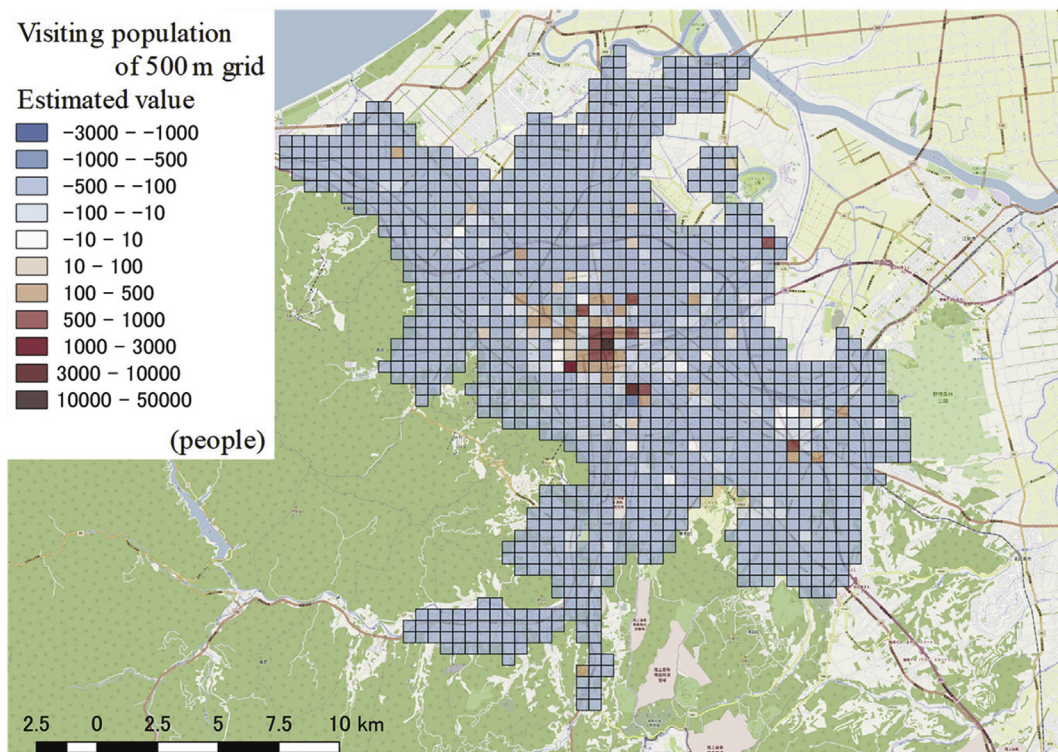 Visiting population
of 500 m grid
Estimated value
-3000 – -1000
-1000 – -500
-500 – -100
-100 – -10
-10 – 10
10 – 100
100 – 500
500 – 1000
1000 – 3000
3000 – 10000
10000 – 50000
(people)
2.5 0 2.5 5 7.5 10 km